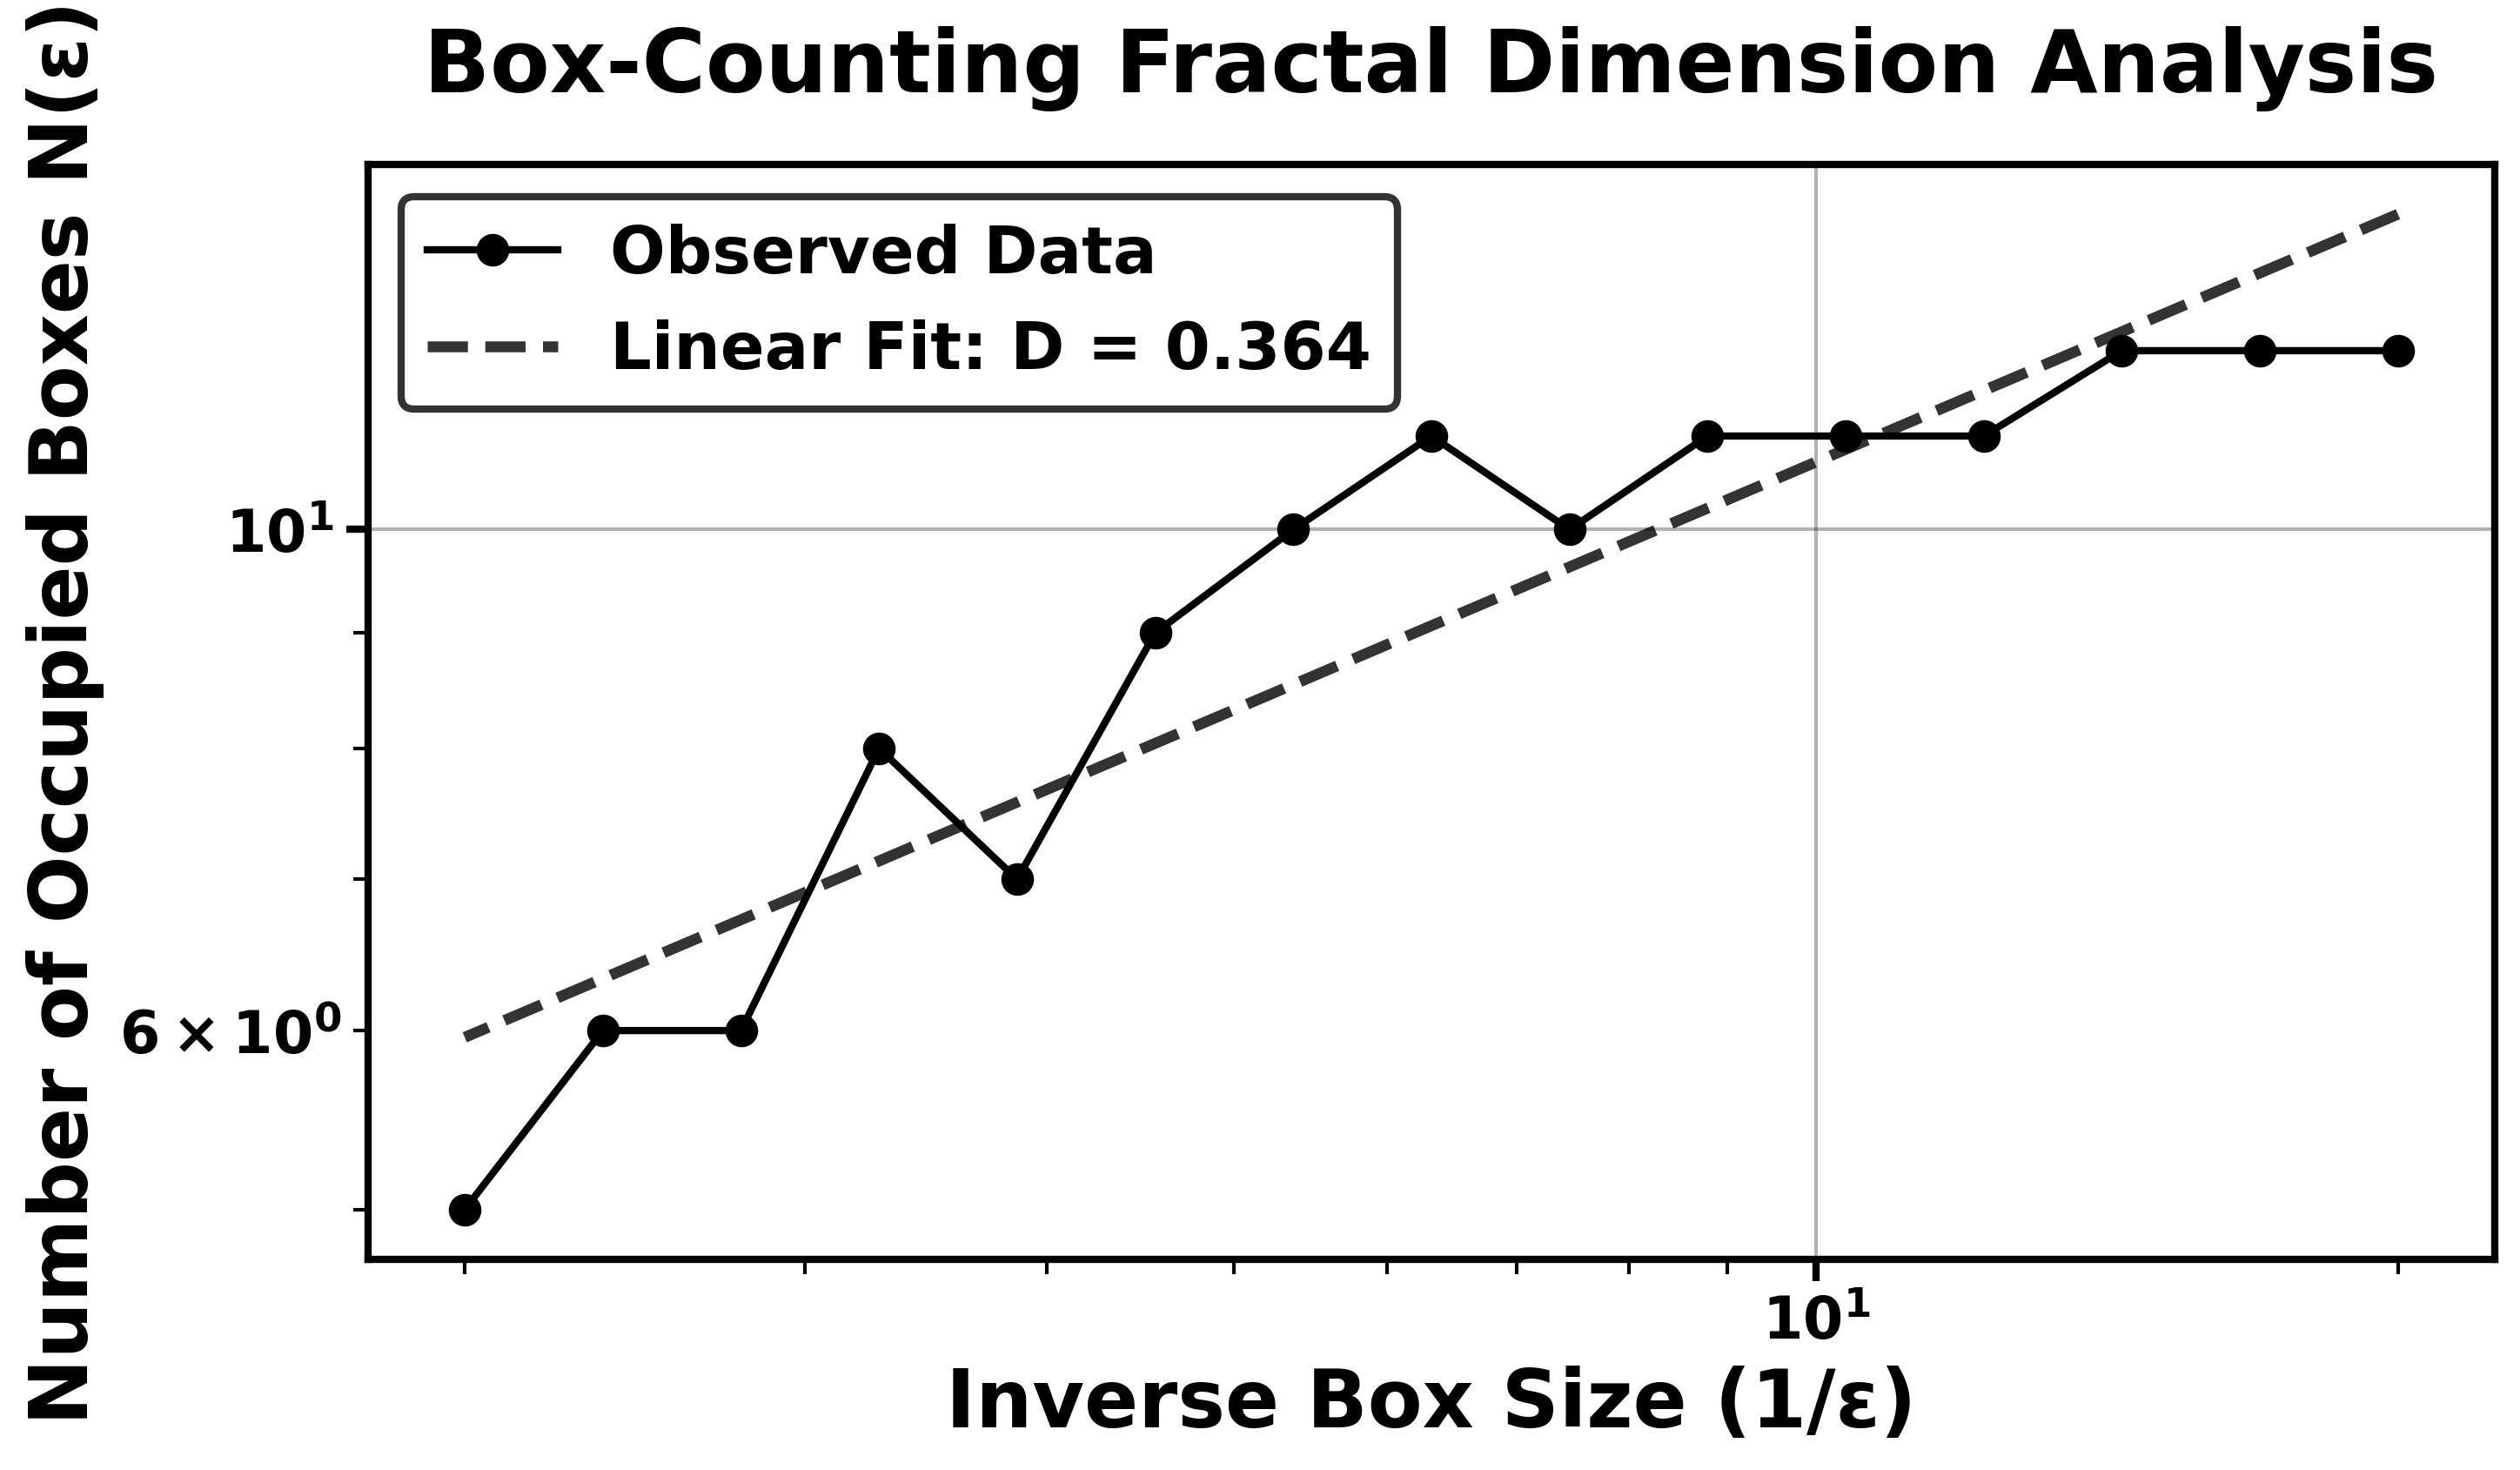 Box-Counting Fractal Dimension Analysis
Number of Occupied Boxes N(ε)
Observed Data
Linear Fit: D = 0.364
10¹
6 × 10⁰
10¹
Inverse Box Size (1/ε)